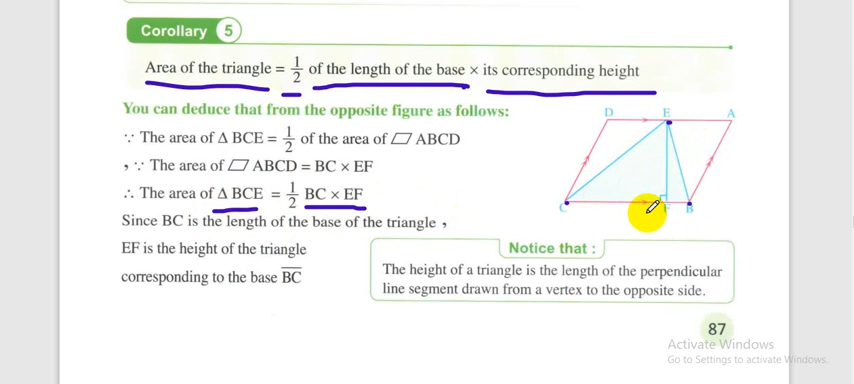 Corollary 5
Area of the triangle = 1/2 of the length of the base × its corresponding height
You can deduce that from the opposite figure as follows:
∵ The area of Δ BCE = 1/2 of the area of ▱ ABCD
, ∵ The area of ▱ ABCD = BC × EF
∴ The area of Δ BCE = 1/2 BC × EF
Since BC is the length of the base of the triangle ,
EF is the height of the triangle
corresponding to the base B̅C̅
D E A
C F B
Notice that :
The height of a triangle is the length of the perpendicular
line segment drawn from a vertex to the opposite side.
87
Activate Windows
Go to Settings to activate Windows.